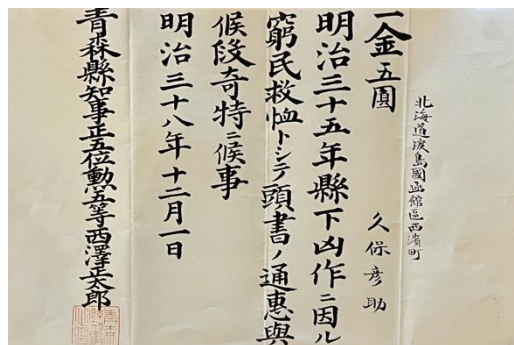 北海道渡島國函館區西濱町
久保彦助
一金五圓
明治三十五年縣下凶作ニ因ル
窮民救恤トシテ頭書ノ通惠與
候段奇特ニ候事
明治三十八年十二月一日
青森縣知事正五位勲五等西澤正太郎